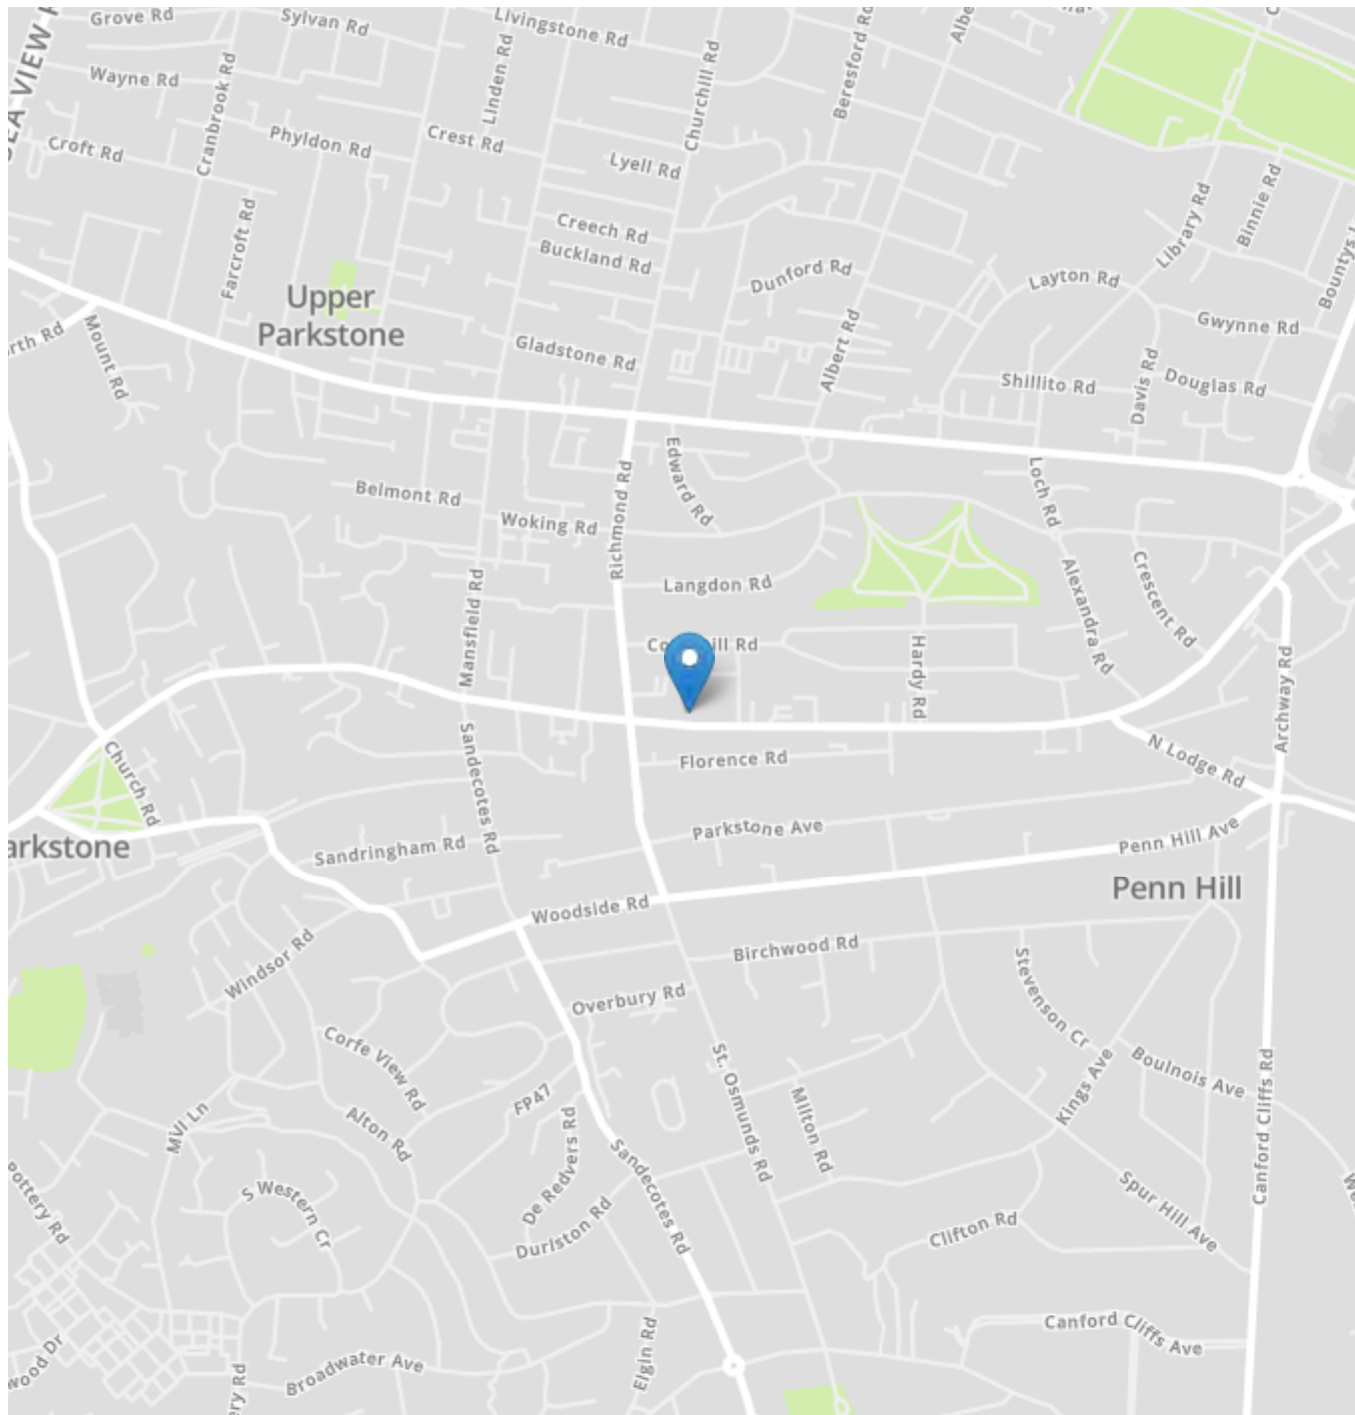 Grove Rd
Sylvan Rd
Livingstone Rd
Wayne Rd
Cranbrook Rd
Linden Rd
Churchill Rd
Beresford Rd
Croft Rd
Phyldon Rd
Crest Rd
Lyell Rd
Library Rd
Binnie Rd
Farcroft Rd
Creech Rd
Buckland Rd
Dunford Rd
Layton Rd
Upper
Parkstone
Gwynne Rd
Mount Rd
Gladstone Rd
Albert Rd
Shillito Rd
Davis Rd
Douglas Rd
Belmont Rd
Woking Rd
Richmond Rd
Edward Rd
Loch Rd
Langdon Rd
Alexandra Rd
Crescent Rd
Mansfield Rd
Hardy Rd
Archway Rd
Church Rd
Sandecotes Rd
Florence Rd
N Lodge Rd
Parkstone Ave
Penn Hill Ave
Sandringham Rd
Penn Hill
Woodside Rd
Birchwood Rd
Windsor Rd
Overbury Rd
Stevenson Cr
Corfe View Rd
FP47
St. Osmunds Rd
Milton Rd
Kings Ave
Boulnois Ave
Canford Cliffs Rd
Alton Rd
De Redvers Rd
Sandecotes Rd
Pottery Rd
S Western Cr
Durlston Rd
Clifton Rd
Spur Hill Ave
Canford Cliffs Ave
Broadwater Ave
Elgin Rd